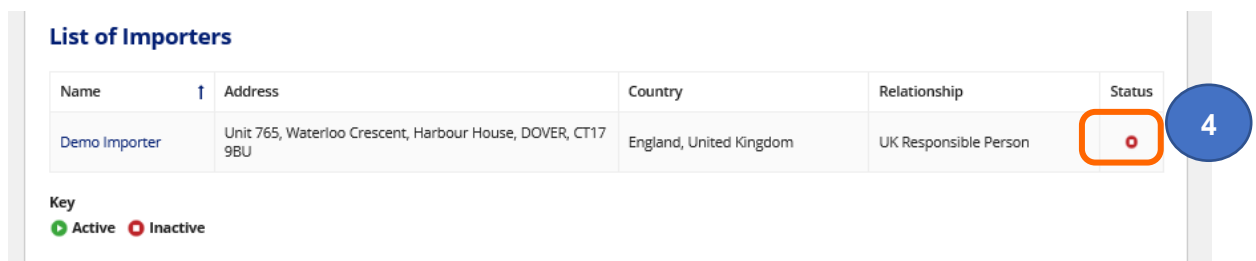 List of Importers
Name ↑ Address Country Relationship Status
Demo Importer Unit 765, Waterloo Crescent, Harbour House, DOVER, CT17 9BU England, United Kingdom UK Responsible Person
4
Key
Active Inactive